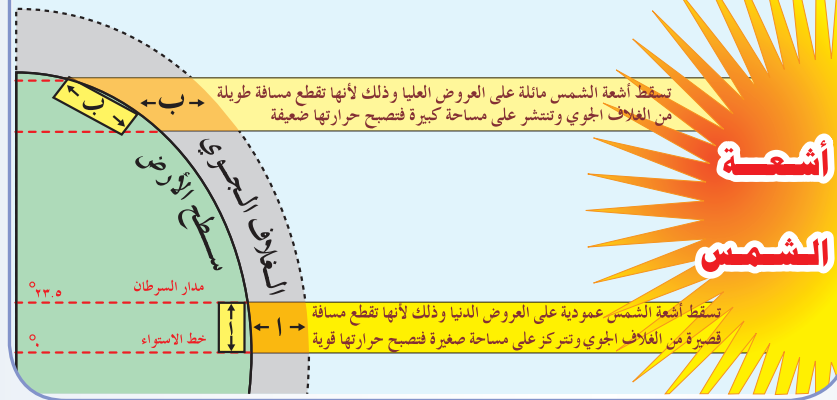 تسقط أشعة الشمس مائلة على العروض العليا وذلك لأنها تقطع مسافة طويلة
من الغلاف الجوي وتنتشر على مساحة كبيرة فتصبح حرارتها ضعيفة
ب
ب
أشعــة
الشمـس
الغلاف الجوي
سطح الأرض
مدار السرطان
٢٣.٥°
تسقط أشعة الشمس عمودية على العروض الدنيا وذلك لأنها تقطع مسافة
قصيرة من الغلاف الجوي وتتركز على مساحة صغيرة فتصبح حرارتها قوية
ا
ا
خط الاستواء
٠°